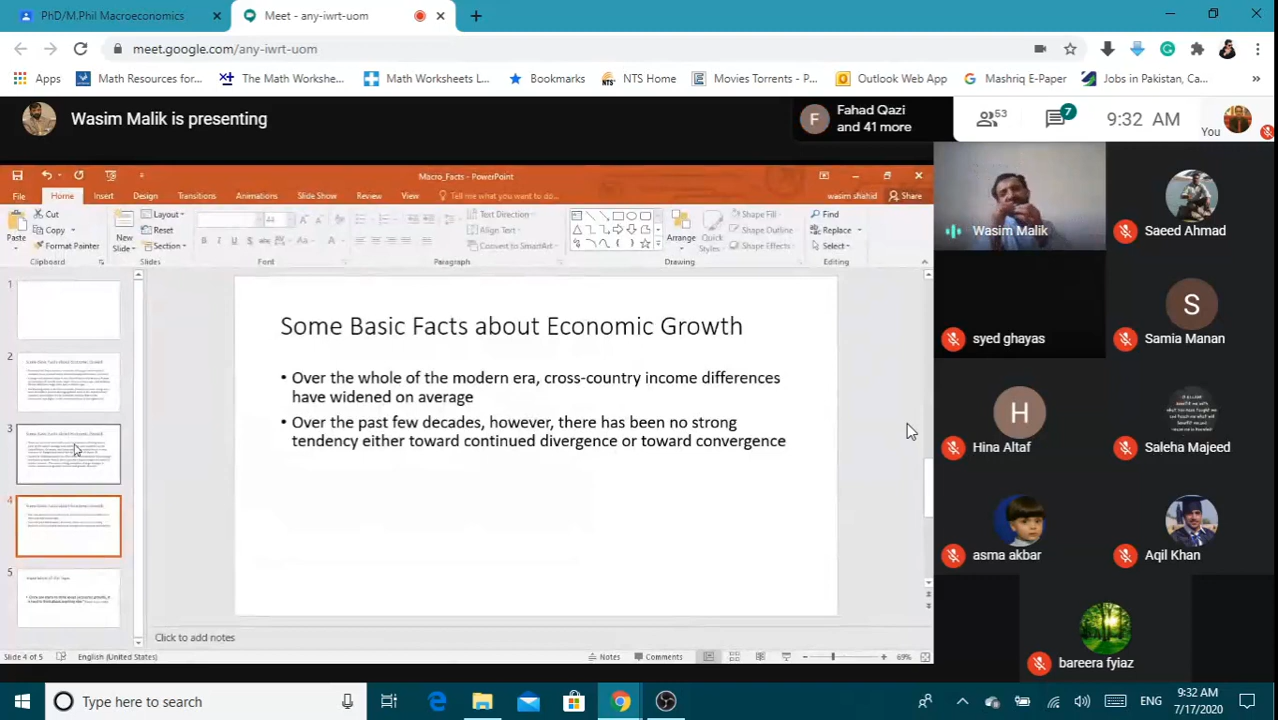 PhD/M.Phil Macroeconomics
Meet - any-iwrt-uom
meet.google.com/any-iwrt-uom
Apps
Math Resources for...
The Math Workshe...
Math Worksheets L...
Bookmarks
NTS Home
Movies Torrents - P...
Outlook Web App
Mashriq E-Paper
Jobs in Pakistan, Ca...
Wasim Malik is presenting
F
Fahad Qazi
and 41 more
53
7
9:32 AM
You
Macro_Facts - PowerPoint
File
Home
Insert
Design
Transitions
Animations
Slide Show
Review
View
Tell me what you want to do...
wasim shahid
Share
Paste
Cut
Copy
Format Painter
Clipboard
New
Slide
Layout
Reset
Section
Slides
44
Font
Text Direction
Align Text
Convert to SmartArt
Paragraph
Arrange
Quick
Styles
Shape Fill
Shape Outline
Shape Effects
Drawing
Find
Replace
Select
Editing
1
2
3
4
5
Some Basic Facts about Economic Growth
• Over the whole of the modern era, cross-country income differences
have widened on average
• Over the past few decades, however, there has been no strong
tendency either toward continued divergence or toward convergence
Click to add notes
Slide 4 of 5
English (United States)
Notes
Comments
69%
Wasim Malik
Saeed Ahmad
syed ghayas
S
Samia Manan
H
Hina Altaf
Saleha Majeed
asma akbar
Aqil Khan
bareera fyiaz
Type here to search
ENG
9:32 AM
7/17/2020